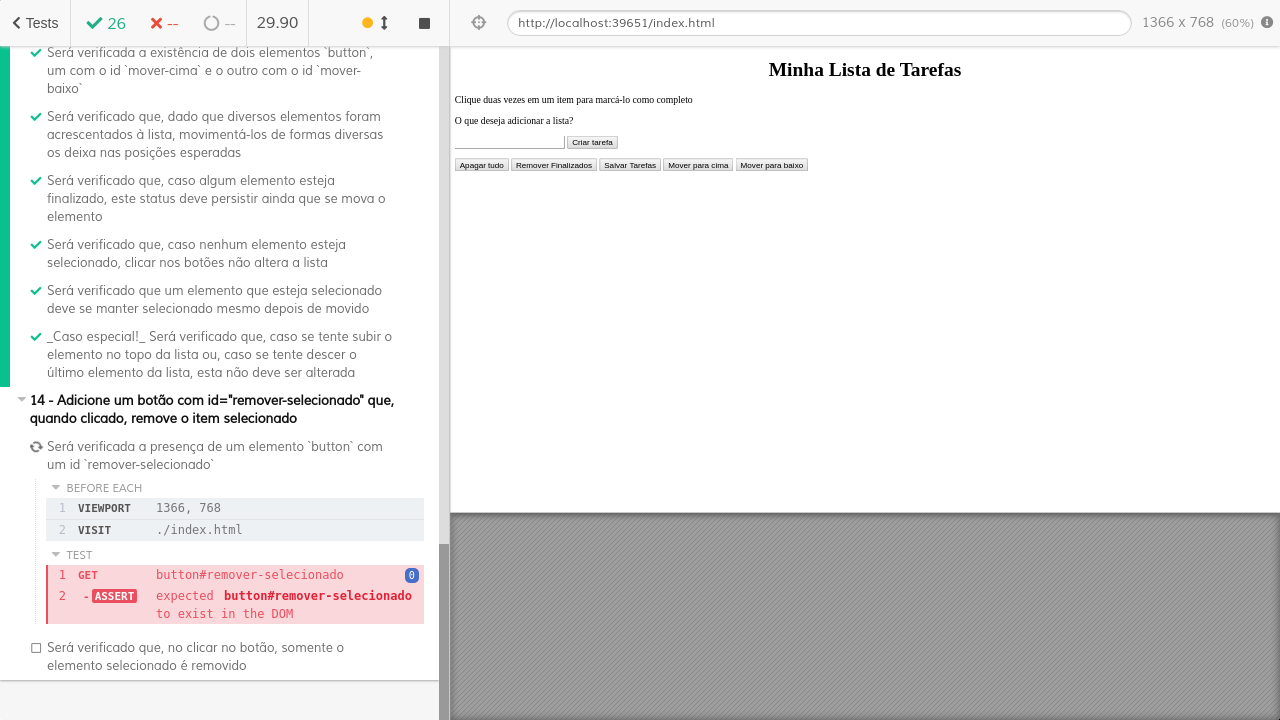 Tests 26 -- -- 29.90
http://localhost:39651/index.html 1366 x 768 (60%)
Será verificada a existência de dois elementos `button`,
um com o id `mover-cima` e o outro com o id `mover-
baixo`
Será verificado que, dado que diversos elementos foram
acrescentados à lista, movimentá-los de formas diversas
os deixa nas posições esperadas
Será verificado que, caso algum elemento esteja
finalizado, este status deve persistir ainda que se mova o
elemento
Será verificado que, caso nenhum elemento esteja
selecionado, clicar nos botões não altera a lista
Será verificado que um elemento que esteja selecionado
deve se manter selecionado mesmo depois de movido
_Caso especial!_ Será verificado que, caso se tente subir o
elemento no topo da lista ou, caso se tente descer o
último elemento da lista, esta não deve ser alterada
14 - Adicione um botão com id="remover-selecionado" que,
quando clicado, remove o item selecionado
Será verificada a presença de um elemento `button` com
um id `remover-selecionado`
BEFORE EACH
1 VIEWPORT 1366, 768
2 VISIT ./index.html
TEST
1 GET button#remover-selecionado 0
2 -ASSERT expected button#remover-selecionado
to exist in the DOM
Será verificado que, no clicar no botão, somente o
elemento selecionado é removido
Minha Lista de Tarefas
Clique duas vezes em um item para marcá-lo como completo
O que deseja adicionar a lista?
Criar tarefa
Apagar tudo Remover Finalizados Salvar Tarefas Mover para cima Mover para baixo